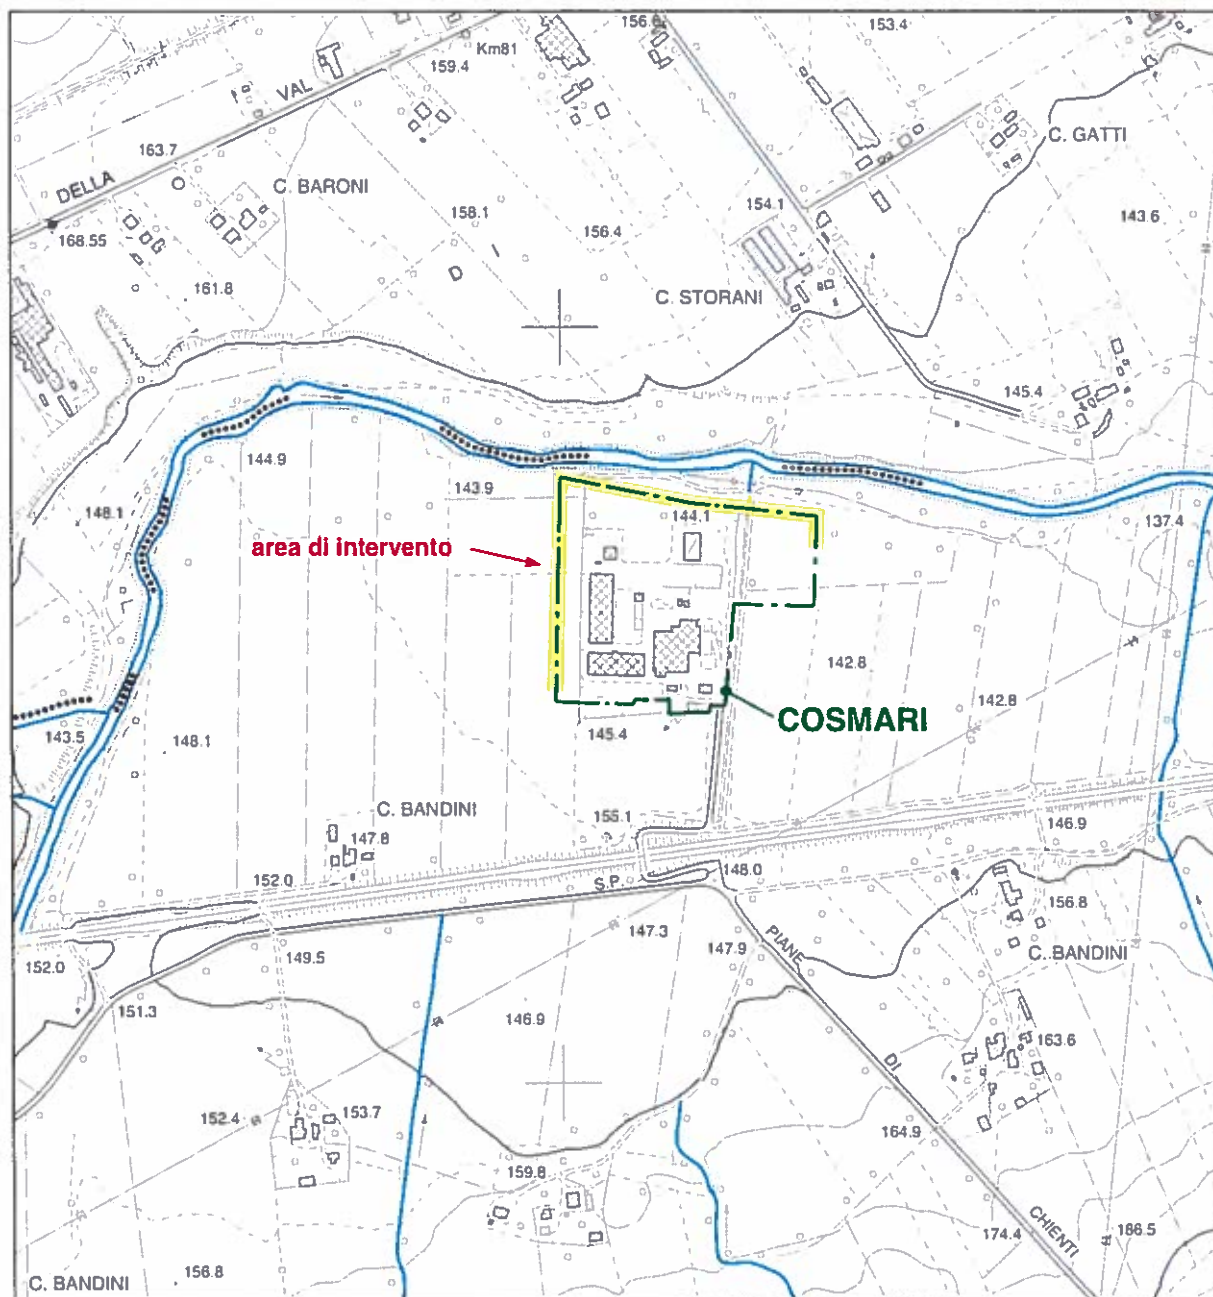 156.8
153.4
Km81
159.4
VAL
C. GATTI
163.7
DELLA
C. BARONI
154.1
158.1
143.6
156.4
168.55
D I
161.8
C. STORANI
145.4
144.9
143.9
148.1
144.1
137.4
area di intervento
L
142.8
142.8
COSMARI
143.5
148.1
145.4
C. BANDINI
155.1
147.8
146.9
148.0
152.0
S.P.
156.8
147.3
PIANE
147.9
C. BANDINI
152.0
149.5
151.3
146.9
163.6
DI
152.4
153.7
164.9
159.8
CHIENTI
174.4
186.5
156.8
C. BANDINI